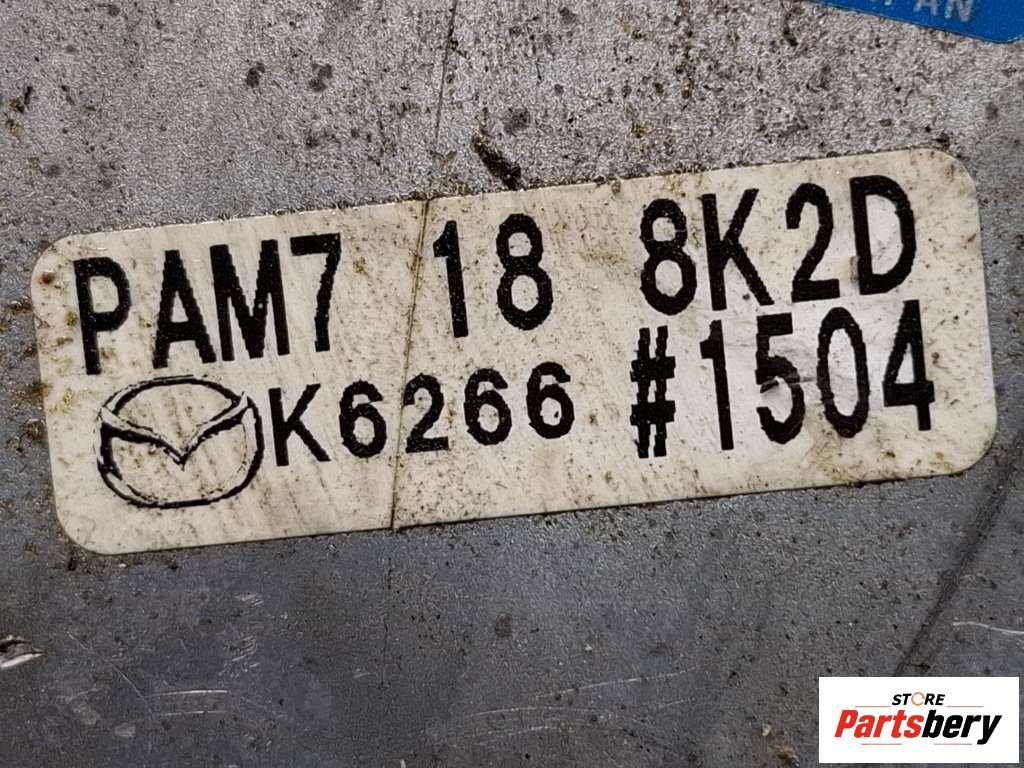 PAM7 18 8K2D
K6266 #1504
STORE
Partsbery